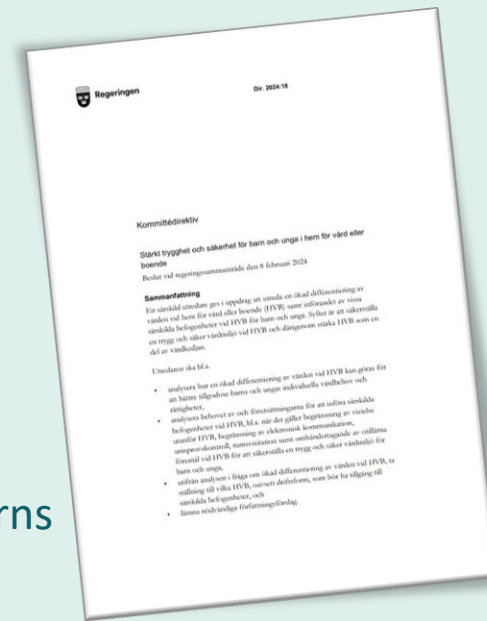 Regeringen
Dir. 2024:18
Kommittédirektiv
Stärkt trygghet och säkerhet för barn och unga i hem för vård eller
boende
Beslut vid regeringssammanträde den 8 februari 2024
Sammanfattning
En särskild utredare ges i uppdrag att utreda en ökad differentiering av
vården vid hem för vård eller boende (HVB) samt införandet av vissa
särskilda befogenheter vid HVB för barn och unga. Syftet är att säkerställa
en trygg och säker vårdmiljö vid HVB och därigenom stärka HVB som en
del av vårdkedjan.
Utredaren ska bl.a.
• analysera hur en ökad differentiering av vården vid HVB kan göras för
att bättre tillgodose barns och ungas individuella vårdbehov och
rättigheter,
• analysera behovet av och förutsättningarna för att införa särskilda
befogenheter vid HVB, bl.a. när det gäller begränsning av vistelse
utanför HVB, begränsning av elektronisk kommunikation,
urinprovskontroll, rumsvisitation samt omhändertagande av otillåtna
föremål vid HVB för att säkerställa en trygg och säker vårdmiljö för
barn och unga,
• utifrån analysen i fråga om ökad differentiering av vården vid HVB, ta
ställning till vilka HVB, oavsett driftsform, som bör ha tillgång till
särskilda befogenheter, och
• lämna nödvändiga författningsförslag.
rns